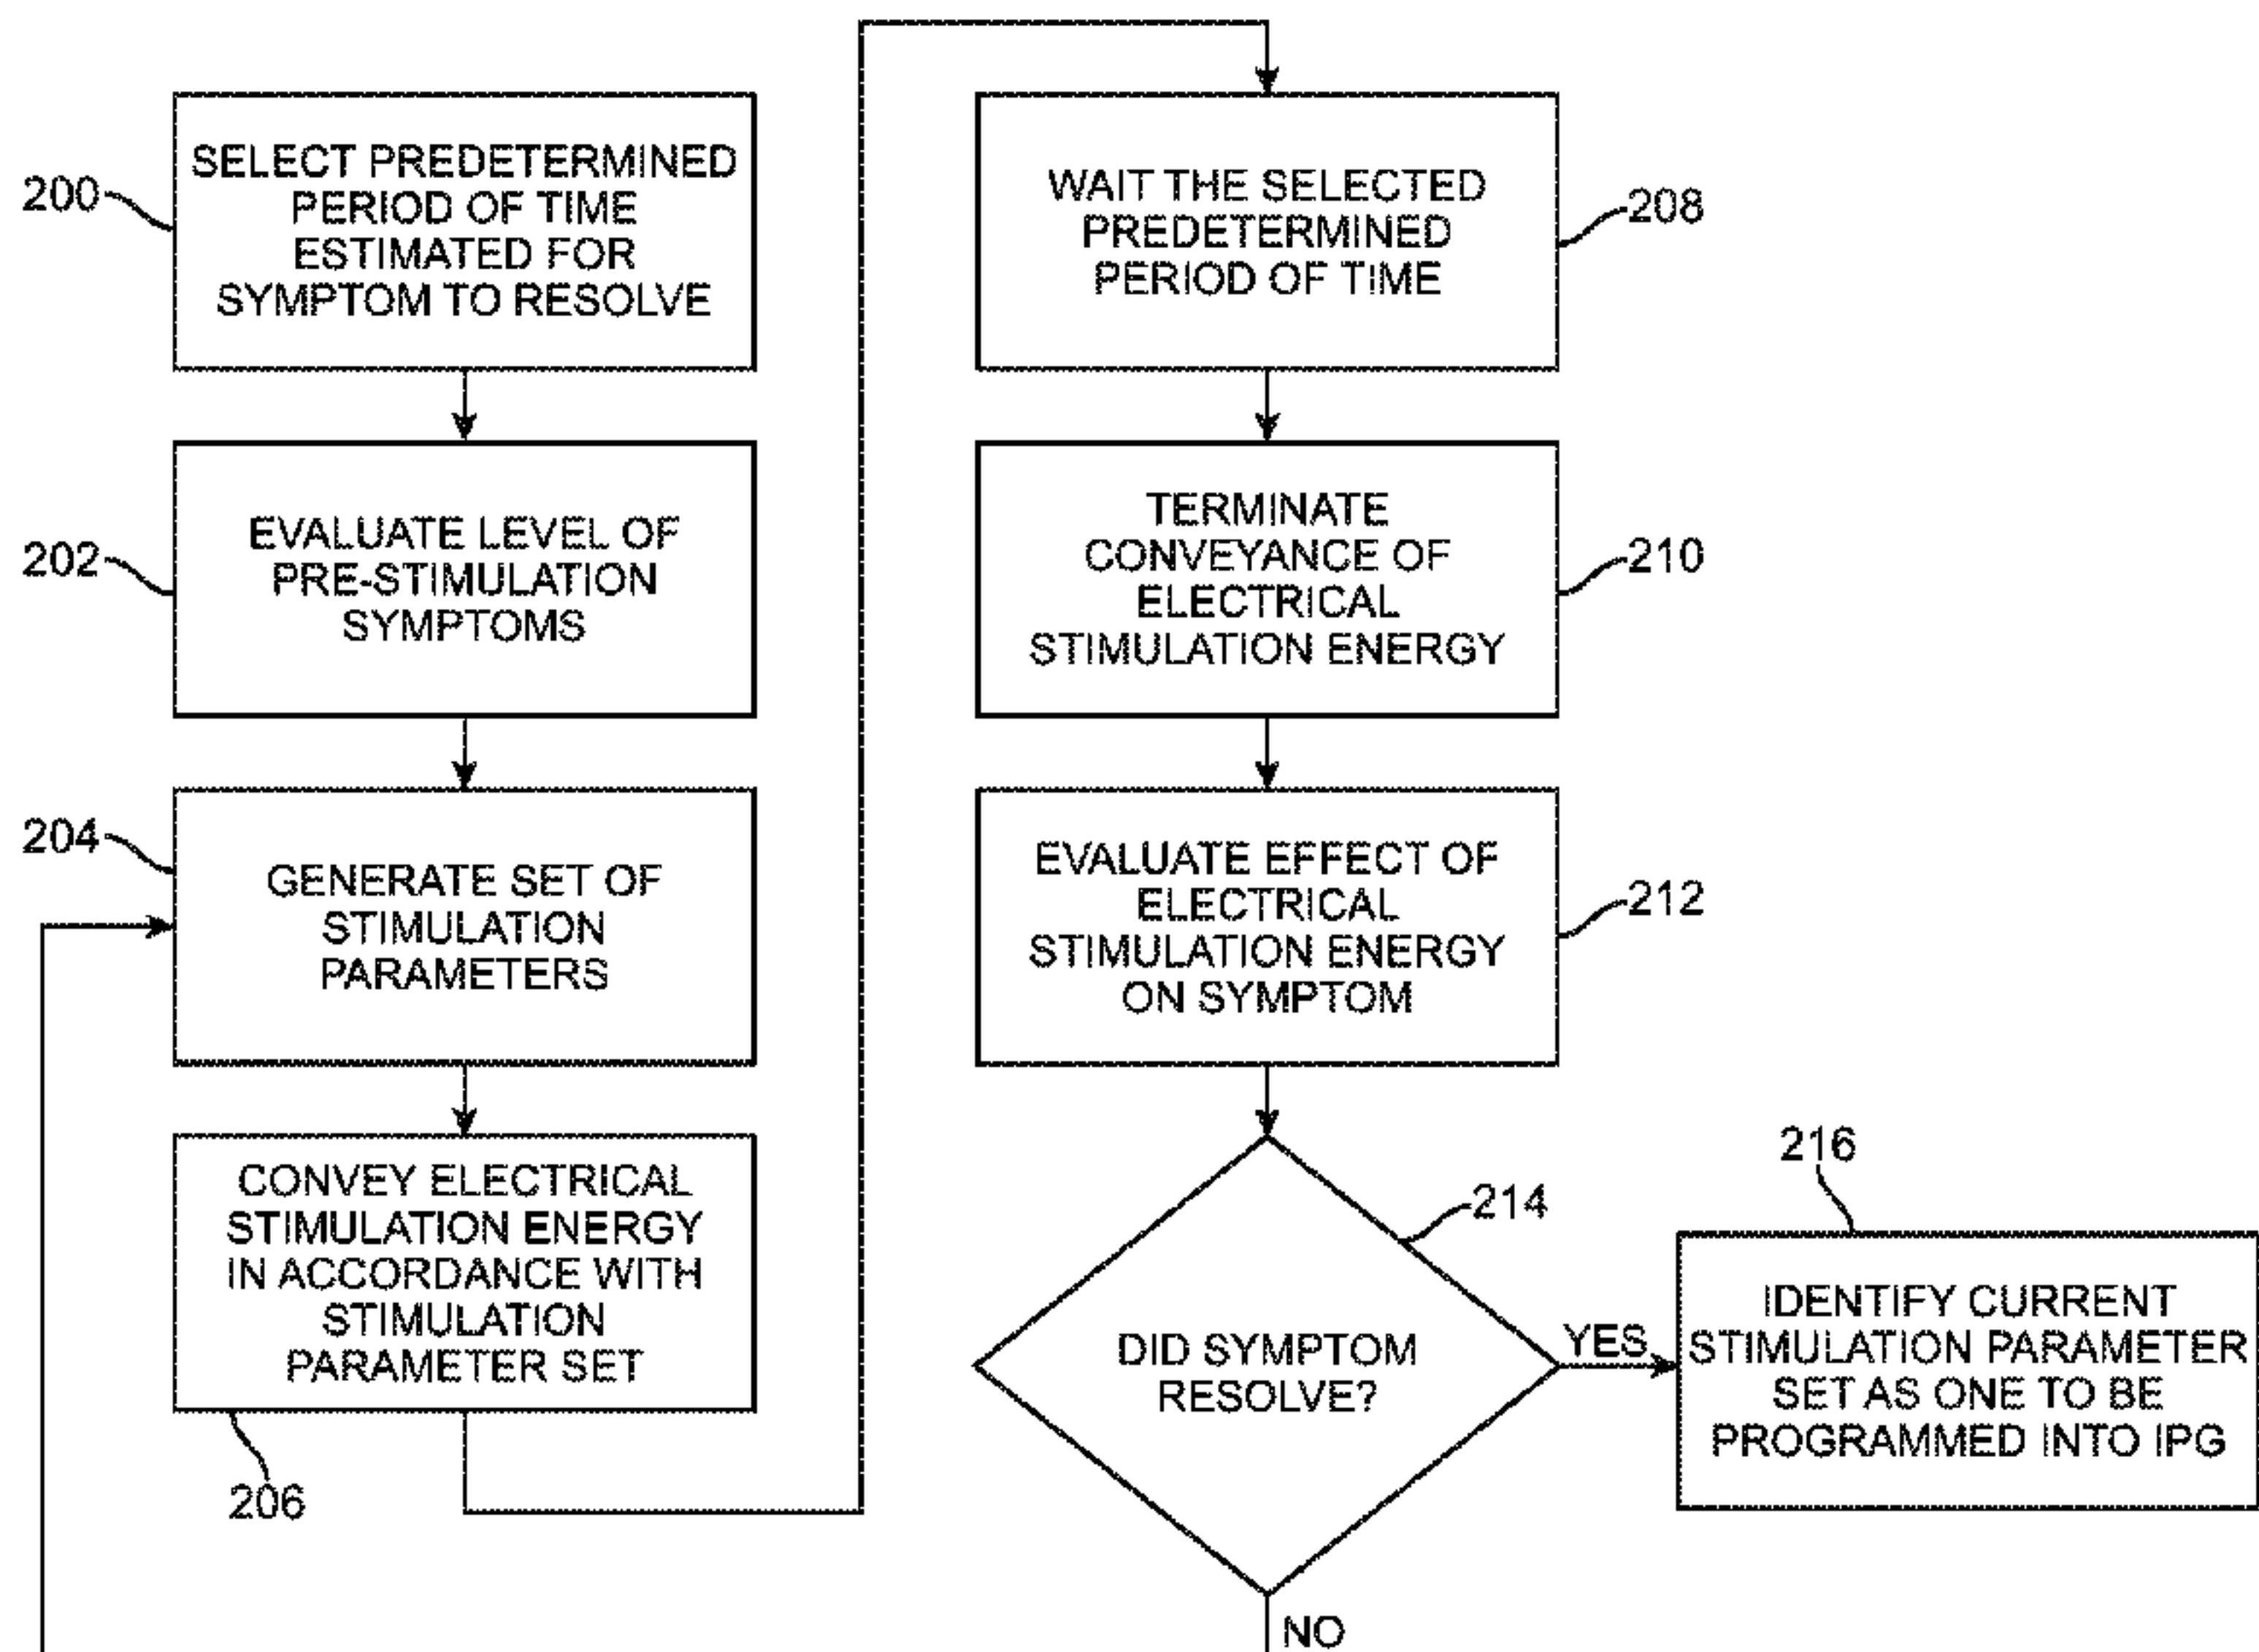 200
SELECT PREDETERMINED
PERIOD OF TIME
ESTIMATED FOR
SYMPTOM TO RESOLVE
202
EVALUATE LEVEL OF
PRE-STIMULATION
SYMPTOMS
204
GENERATE SET OF
STIMULATION
PARAMETERS
CONVEY ELECTRICAL
STIMULATION ENERGY
IN ACCORDANCE WITH
STIMULATION
PARAMETER SET
206
WAIT THE SELECTED
PREDETERMINED
PERIOD OF TIME
208
TERMINATE
CONVEYANCE OF
ELECTRICAL
STIMULATION ENERGY
210
EVALUATE EFFECT OF
ELECTRICAL
STIMULATION ENERGY
ON SYMPTOM
212
214
DID SYMPTOM
RESOLVE?
YES
NO
216
IDENTIFY CURRENT
STIMULATION PARAMETER
SET AS ONE TO BE
PROGRAMMED INTO IPG